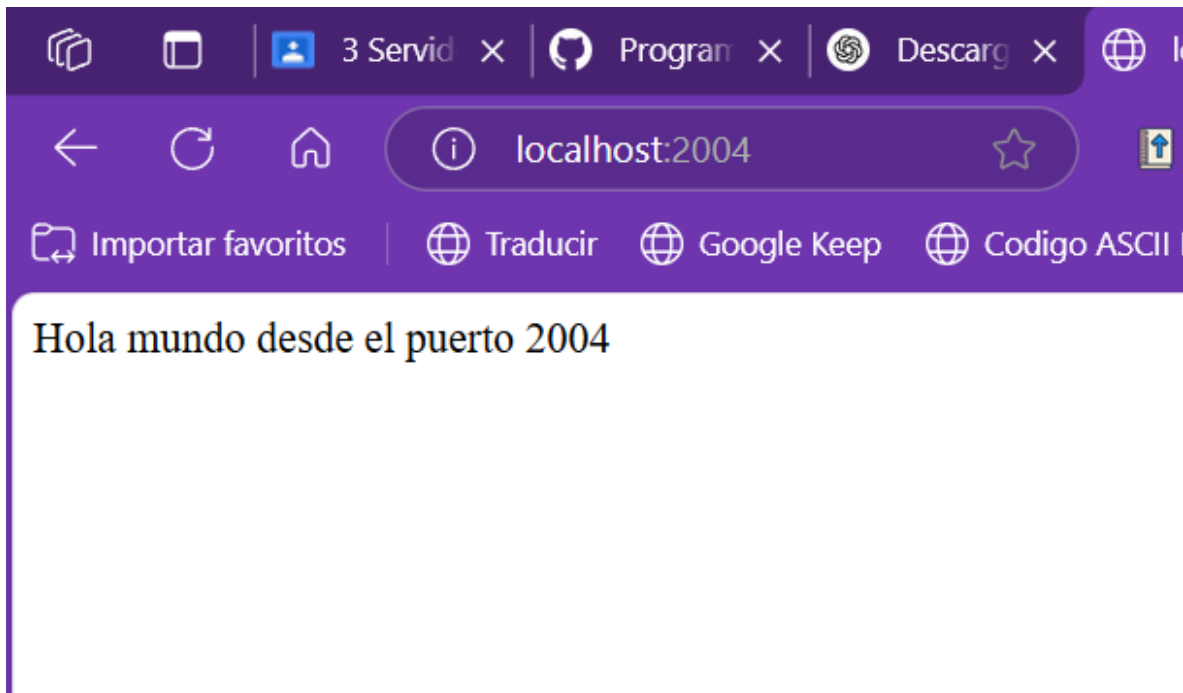 3 Servid
Program
Descarg
localhost:2004
Importar favoritos
Traducir
Google Keep
Codigo ASCII
Hola mundo desde el puerto 2004